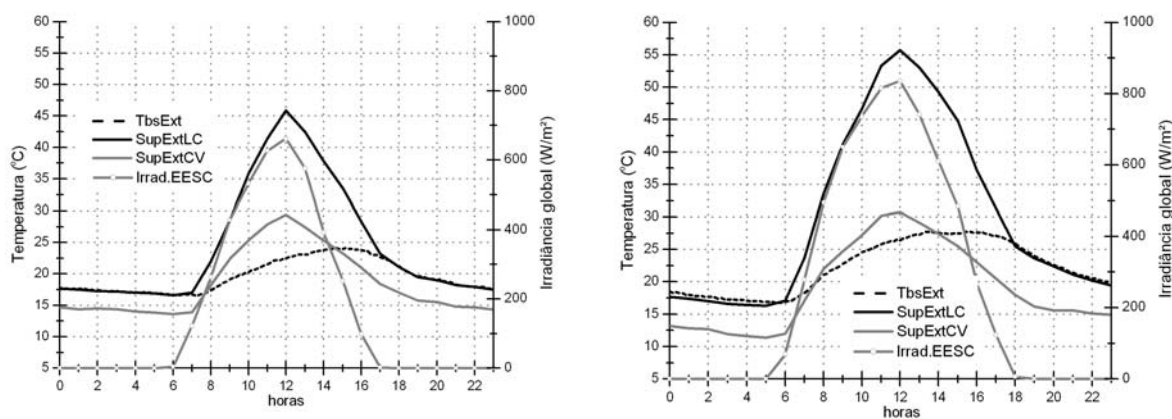 60
55
50
45
40
35
30
25
20
15
10
5
Temperatura (°C)
TbsExt
SupExtLC
SupExtCV
Irrad.EESC
1000
800
600
400
200
0
Irradiância global (W/m²)
0 2 4 6 8 10 12 14 16 18 20 22
horas
60
55
50
45
40
35
30
25
20
15
10
5
Temperatura (°C)
TbsExt
SupExtLC
SupExtCV
Irrad.EESC
1000
800
600
400
200
0
Irradiância global (W/m²)
0 2 4 6 8 10 12 14 16 18 20 22
horas